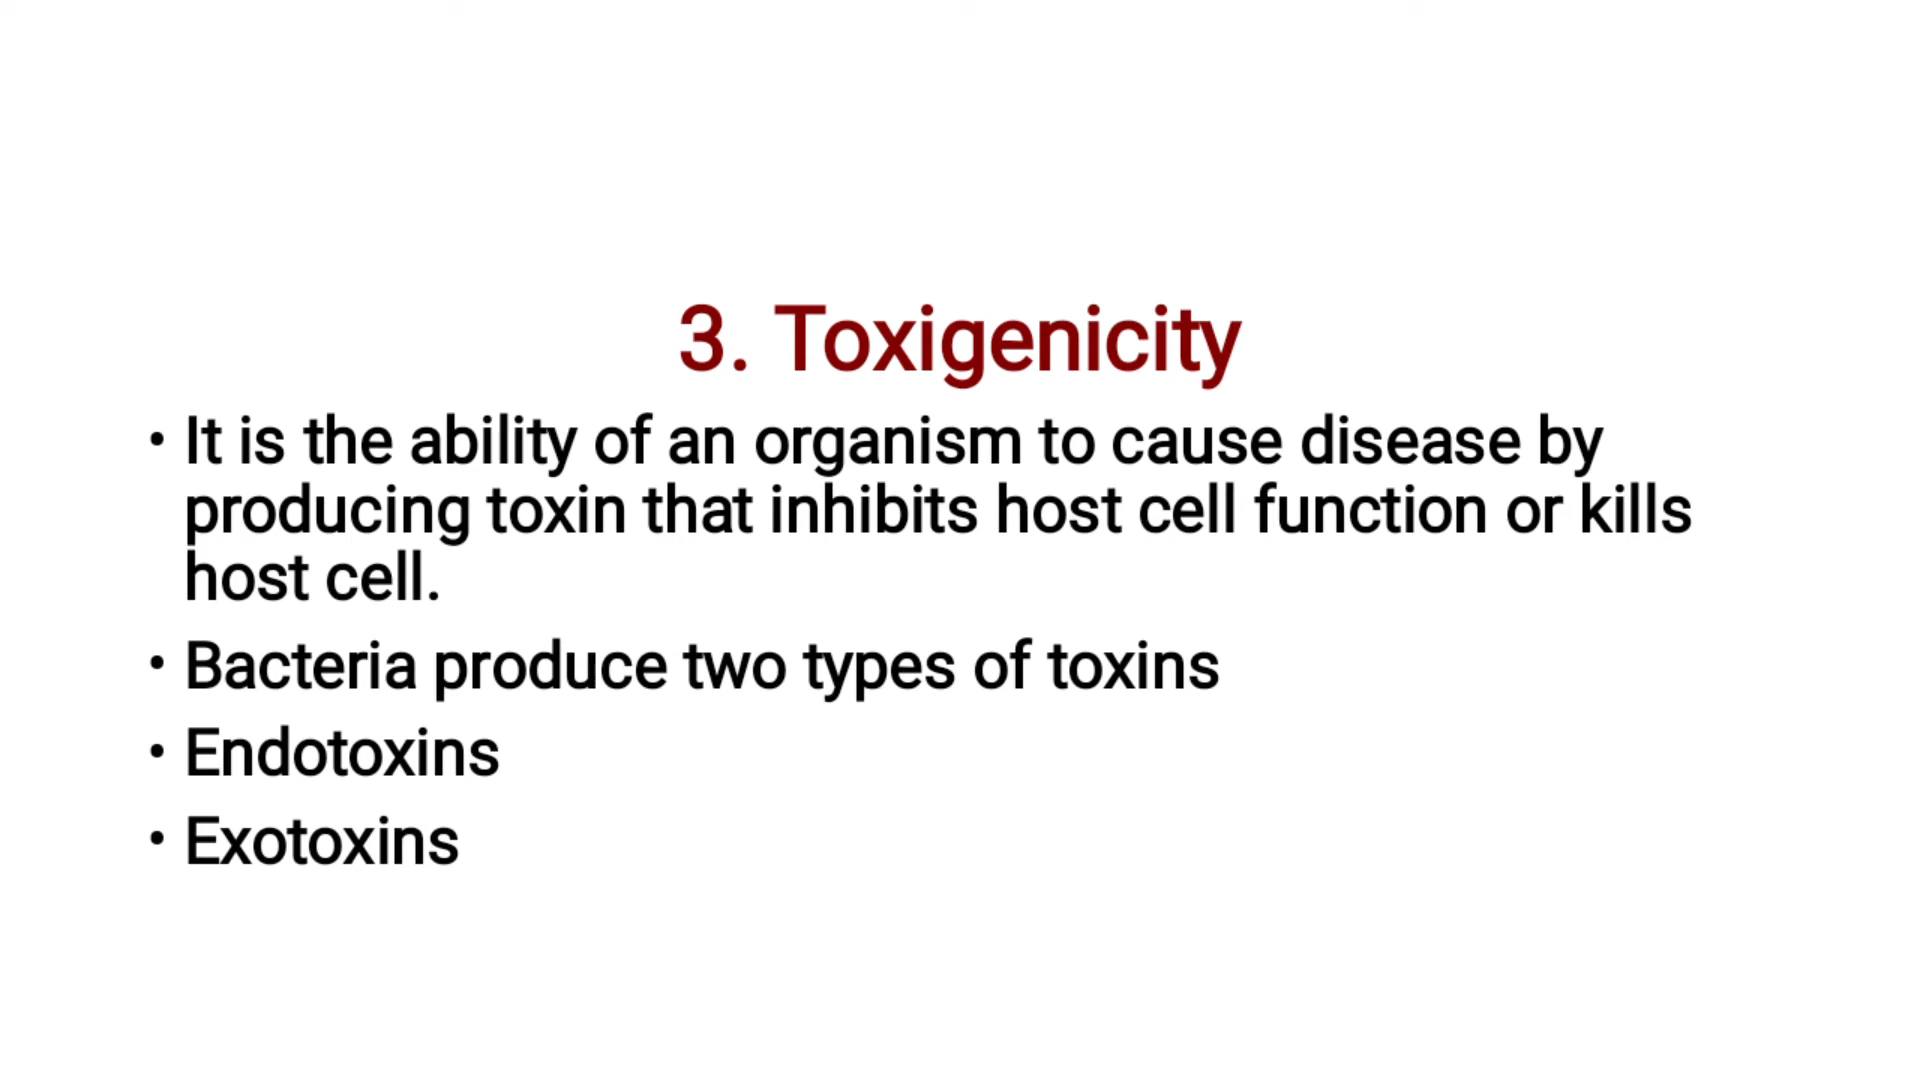 3. Toxigenicity
• It is the ability of an organism to cause disease by
producing toxin that inhibits host cell function or kills
host cell.
• Bacteria produce two types of toxins
• Endotoxins
• Exotoxins